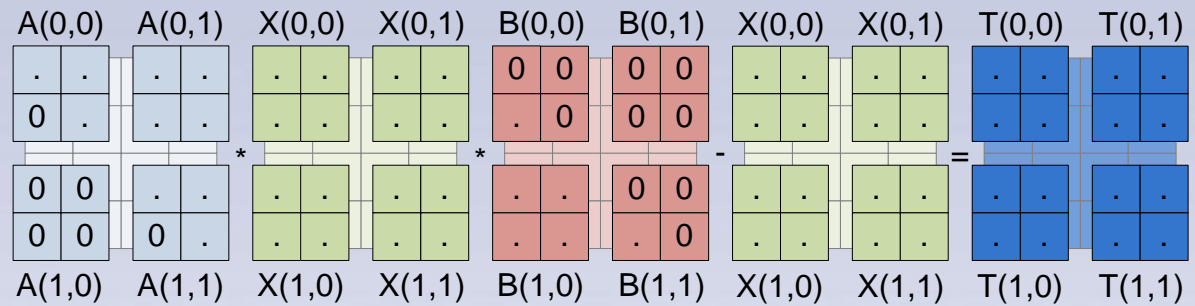 A(0,0) A(0,1) X(0,0) X(0,1) B(0,0) B(0,1) X(0,0) X(0,1) T(0,0) T(0,1)
. . . . . . . . 0 0 0 0 . . . . . . . .
0 . . . . . . . . 0 0 0 . . . . . . . .
* * - =
0 0 . . . . . . . . 0 0 . . . . . . . .
0 0 0 . . . . . . . . 0 . . . . . . . .
A(1,0) A(1,1) X(1,0) X(1,1) B(1,0) B(1,1) X(1,0) X(1,1) T(1,0) T(1,1)